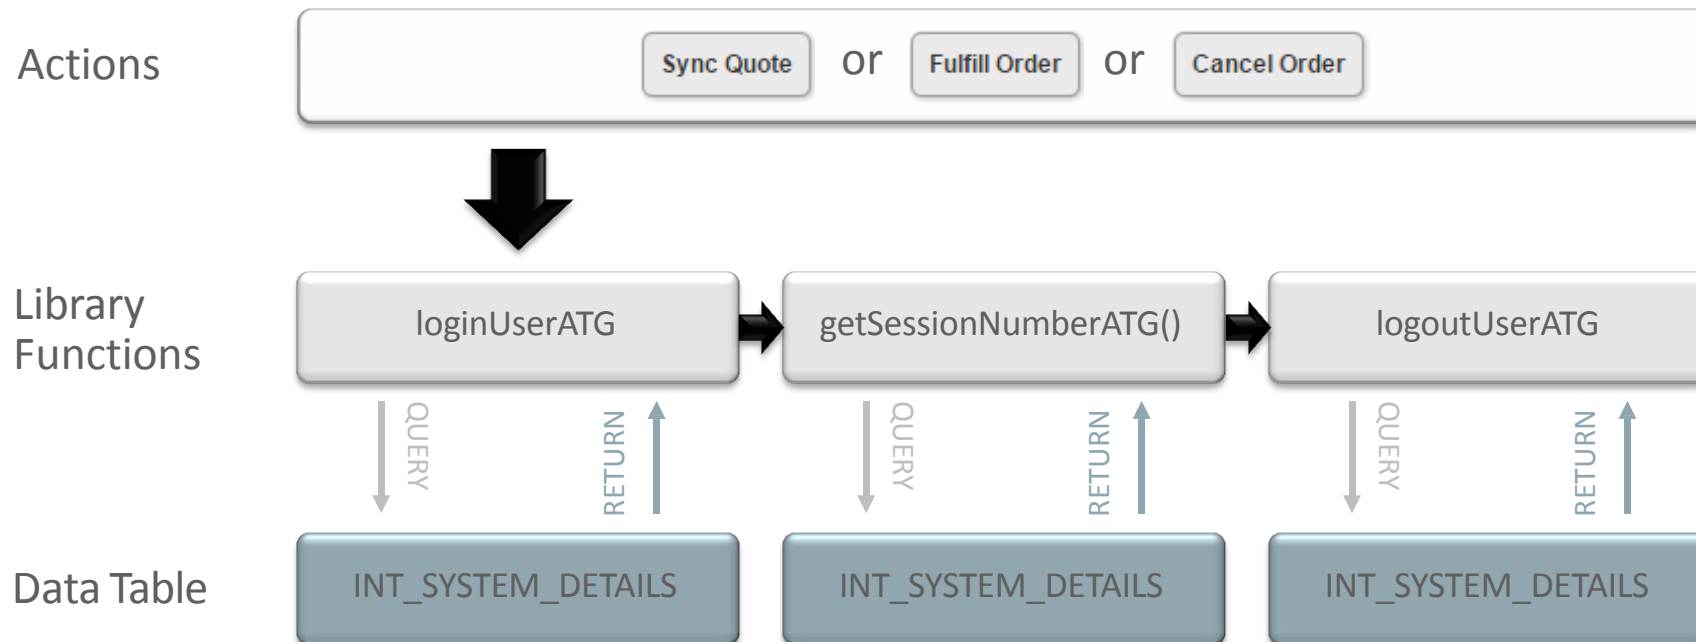 Actions
Sync Quote or Fulfill Order or Cancel Order
Library
Functions
loginUserATG
getSessionNumberATG()
logoutUserATG
QUERY
RETURN
QUERY
RETURN
QUERY
RETURN
Data Table
INT_SYSTEM_DETAILS
INT_SYSTEM_DETAILS
INT_SYSTEM_DETAILS